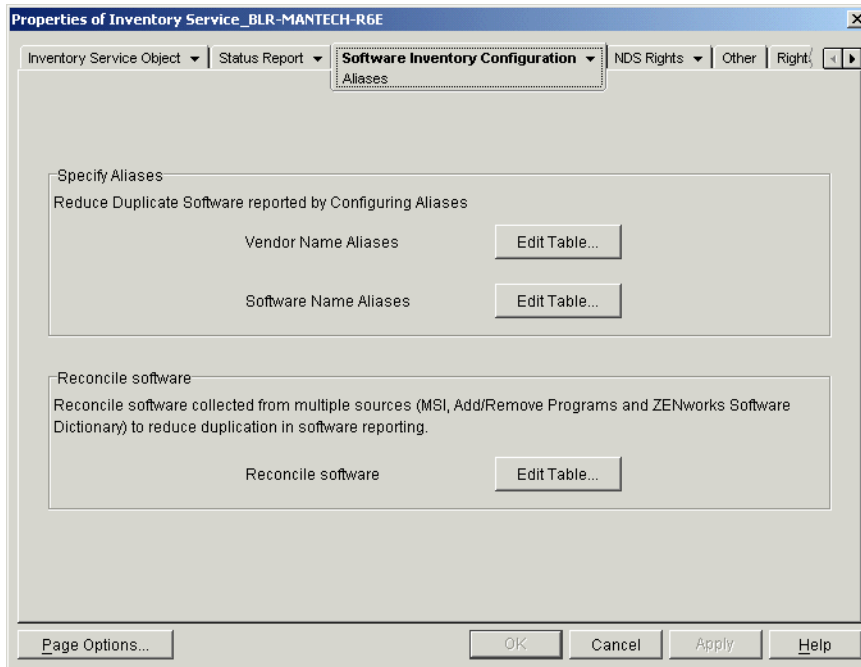 Properties of Inventory Service_BLR-MANTECH-R6E
Inventory Service Object
Status Report
Software Inventory Configuration
NDS Rights
Other
Right
Aliases
Specify Aliases
Reduce Duplicate Software reported by Configuring Aliases
Vendor Name Aliases
Edit Table...
Software Name Aliases
Edit Table...
Reconcile software
Reconcile software collected from multiple sources (MSI, Add/Remove Programs and ZENworks Software
Dictionary) to reduce duplication in software reporting.
Reconcile software
Edit Table...
Page Options...
OK
Cancel
Apply
Help